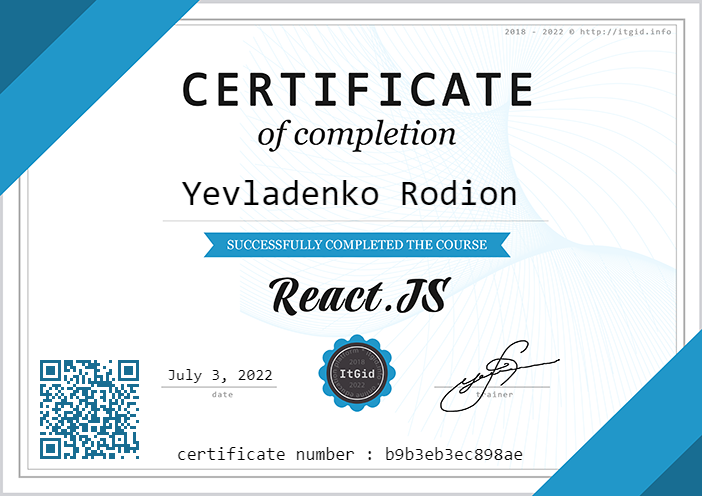 2018 - 2022 © http://itgid.info
CERTIFICATE
of completion
Yevladenko Rodion
SUCCESSFULLY COMPLETED THE COURSE
React.JS
July 3, 2022
date
2018
ItGid
2022
trainer
certificate number : b9b3eb3ec898ae